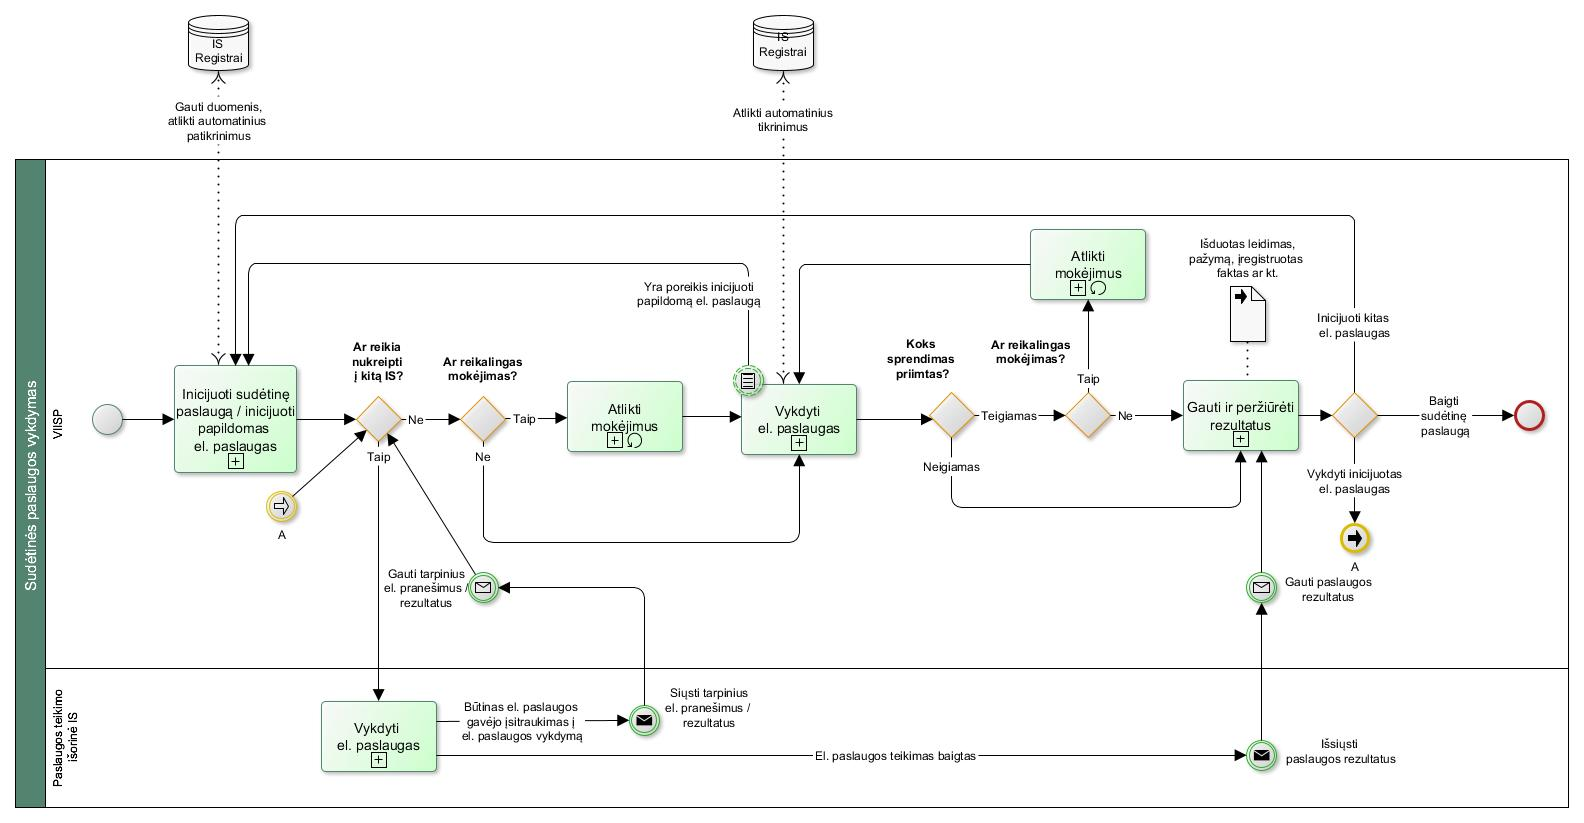 IS
Registrai
IS
Registrai
Gauti duomenis,
atlikti automatinius
patikrinimus
Atlikti automatinius
tikrinimus
Sudėtinės paslaugos vykdymas
VIISP
Inicijuoti sudėtinę
paslaugą / inicijuoti
papildomas
el. paslaugas
A
Ar reikia
nukreipti
į kitą IS?
Ne
Taip
Ar reikalingas
mokėjimas?
Taip
Ne
Atlikti
mokėjimus
Yra poreikis inicijuoti
papildomą el. paslaugą
Vykdyti
el. paslaugas
Koks
sprendimas
priimtas?
Teigiamas
Neigiamas
Ar reikalingas
mokėjimas?
Taip
Ne
Atlikti
mokėjimus
Išduotas leidimas,
pažymą, įregistruotas
faktas ar kt.
Gauti ir peržiūrėti
rezultatus
Inicijuoti kitas
el. paslaugas
Baigti
sudėtinę
paslaugą
Vykdyti inicijuotas
el. paslaugas
A
Gauti tarpinius
el. pranešimus /
rezultatus
Gauti paslaugos
rezultatus
Paslaugos teikimo
išorinė IS
Vykdyti
el. paslaugas
Būtinas el. paslaugos
gavėjo įsitraukimas į
el. paslaugos vykdymą
Siųsti tarpinius
el. pranešimus /
rezultatus
El. paslaugos teikimas baigtas
Išsiųsti
paslaugos rezultatus